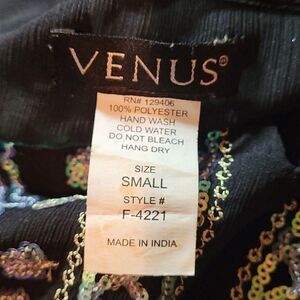 VENUS®
RN# 129406
100% POLYESTER
HAND WASH
COLD WATER
DO NOT BLEACH
HANG DRY
SIZE
SMALL
STYLE #
F-4221
MADE IN INDIA